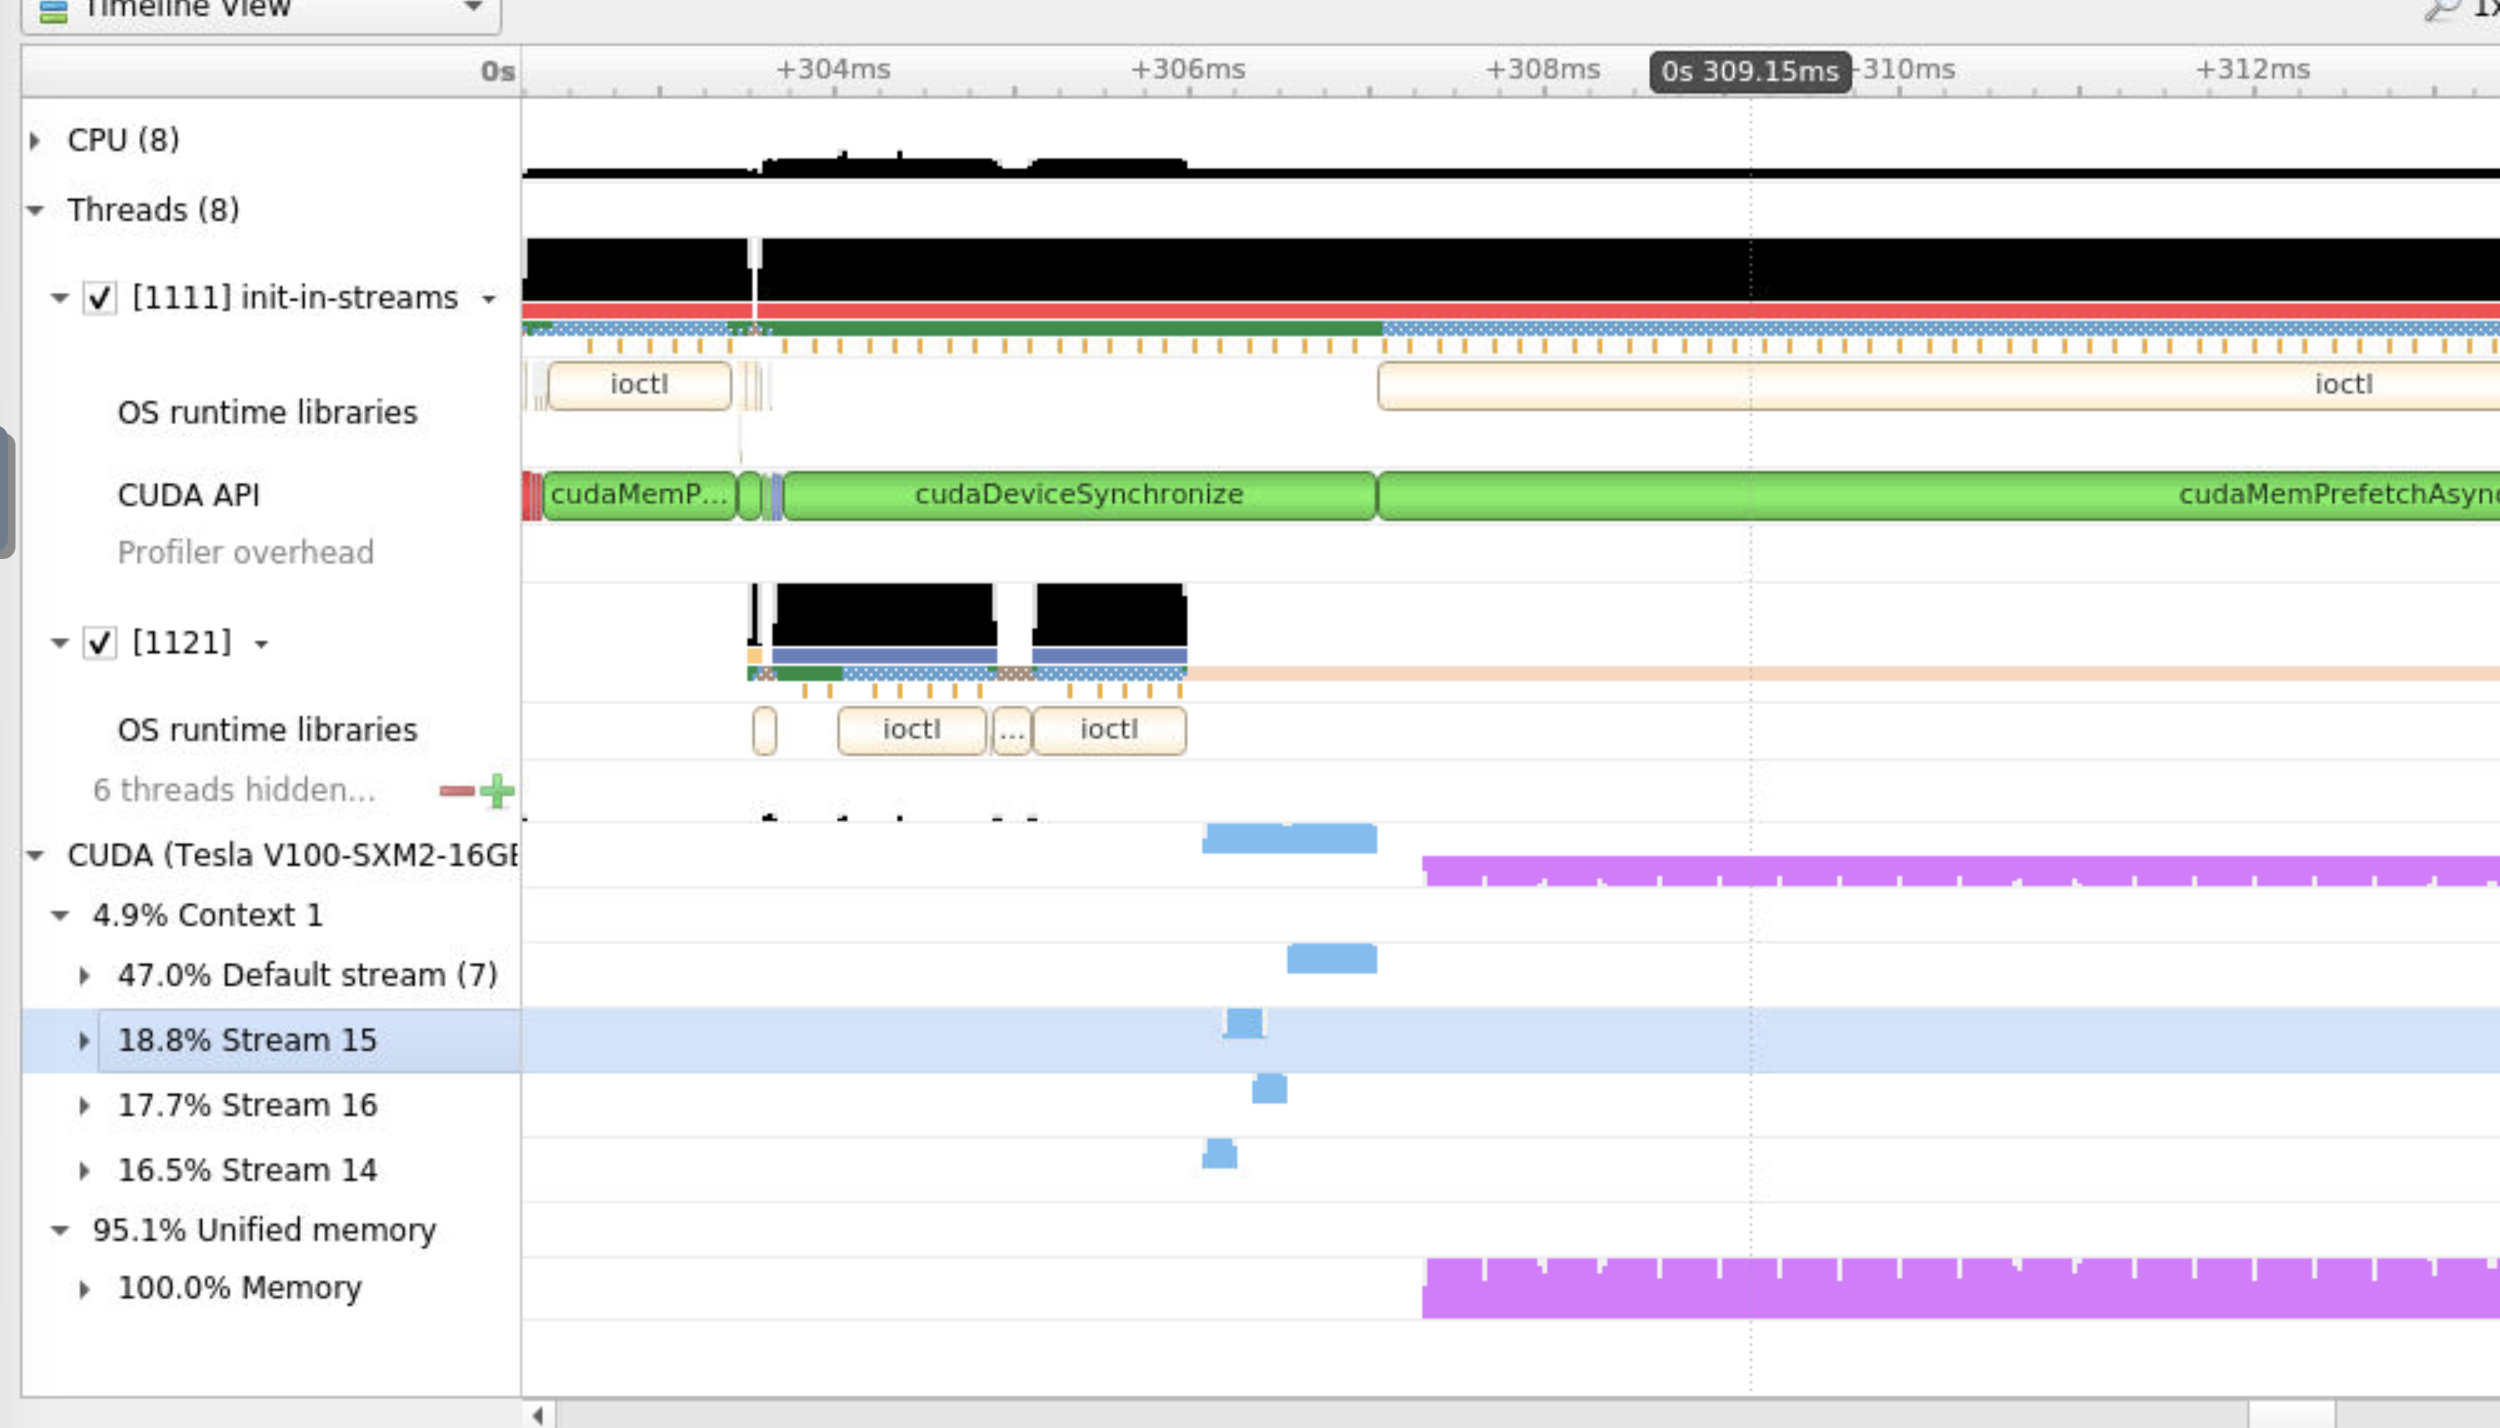 Timeline View
1x
0s +304ms +306ms +308ms 0s 309.15ms -310ms +312ms
CPU (8)
Threads (8)
[1111] init-in-streams
OS runtime libraries ioctl ioctl
CUDA API cudaMemP... cudaDeviceSynchronize cudaMemPrefetchAsync
Profiler overhead
[1121]
OS runtime libraries ioctl ... ioctl
6 threads hidden...
CUDA (Tesla V100-SXM2-16GE
4.9% Context 1
47.0% Default stream (7)
18.8% Stream 15
17.7% Stream 16
16.5% Stream 14
95.1% Unified memory
100.0% Memory